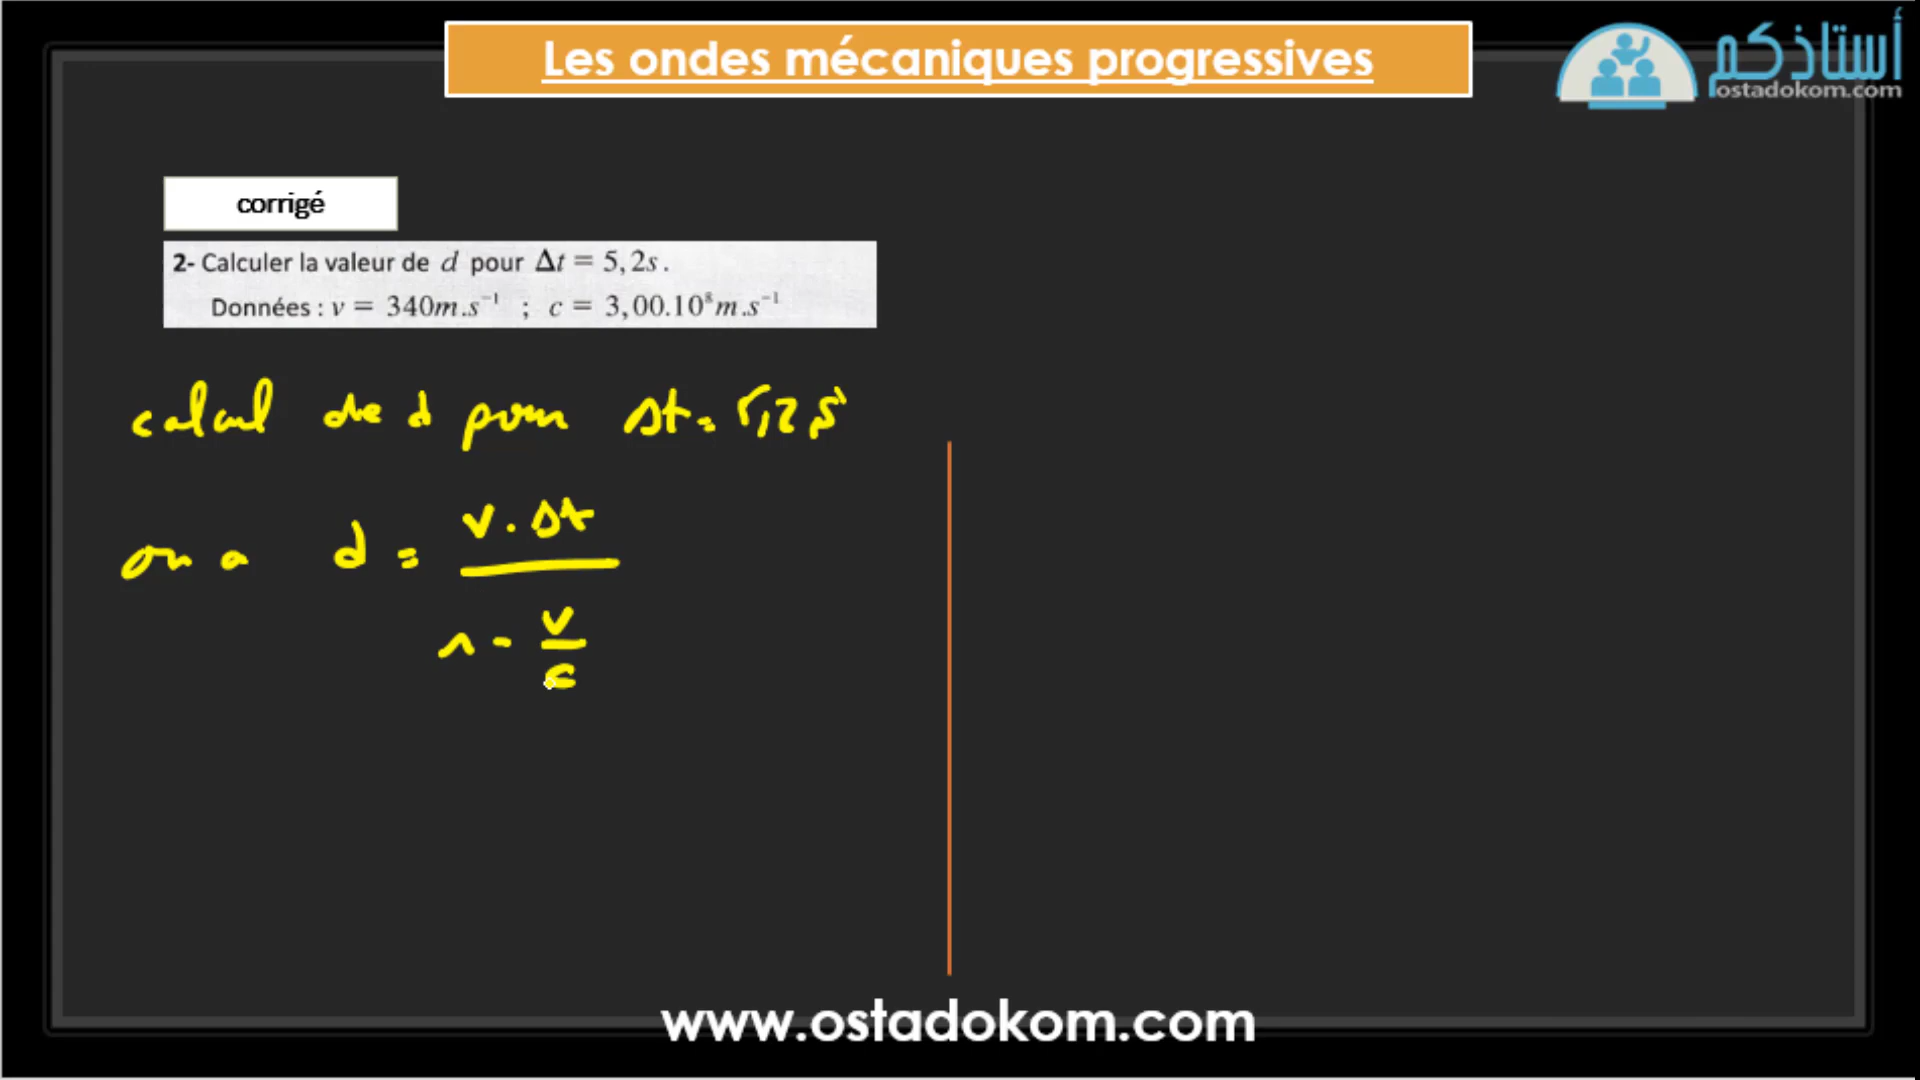 Les ondes mécaniques progressives
أستاذكم
ostadokom.com
corrigé
2- Calculer la valeur de d pour Δt = 5,2s.
Données : v = 340m.s⁻¹ ; c = 3,00.10⁸m.s⁻¹
calcul de d pour Δt = 5,2 s
on a d = v . Δt
1 - v
c
www.ostadokom.com